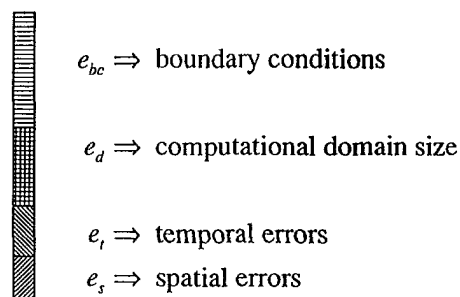 e_bc ⇒ boundary conditions
e_d ⇒ computational domain size
e_t ⇒ temporal errors
e_s ⇒ spatial errors